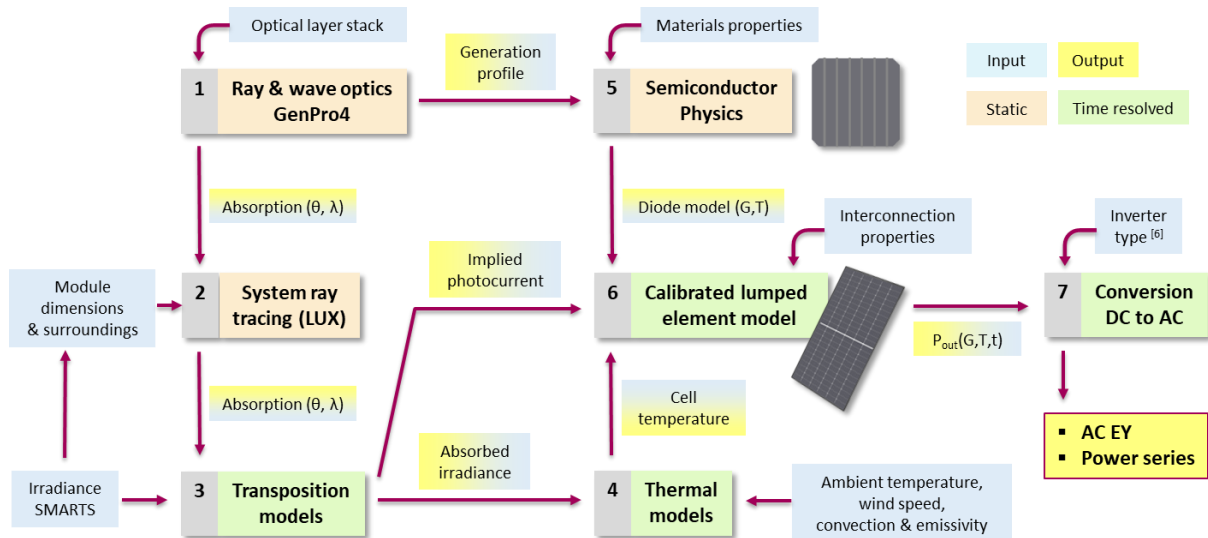 Optical layer stack
Generation
profile
Materials properties
Input
Output
Static
Time resolved
1
Ray & wave optics
GenPro4
5
Semiconductor
Physics
Absorption (θ, λ)
Diode model (G,T)
Interconnection
properties
Inverter
type [6]
Implied
photocurrent
Module
dimensions
& surroundings
2
System ray
tracing (LUX)
6
Calibrated lumped
element model
Pout(G,T,t)
7
Conversion
DC to AC
Absorption (θ, λ)
Cell
temperature
Absorbed
irradiance
▪ AC EY
▪ Power series
Irradiance
SMARTS
3
Transposition
models
4
Thermal
models
Ambient temperature,
wind speed,
convection & emissivity